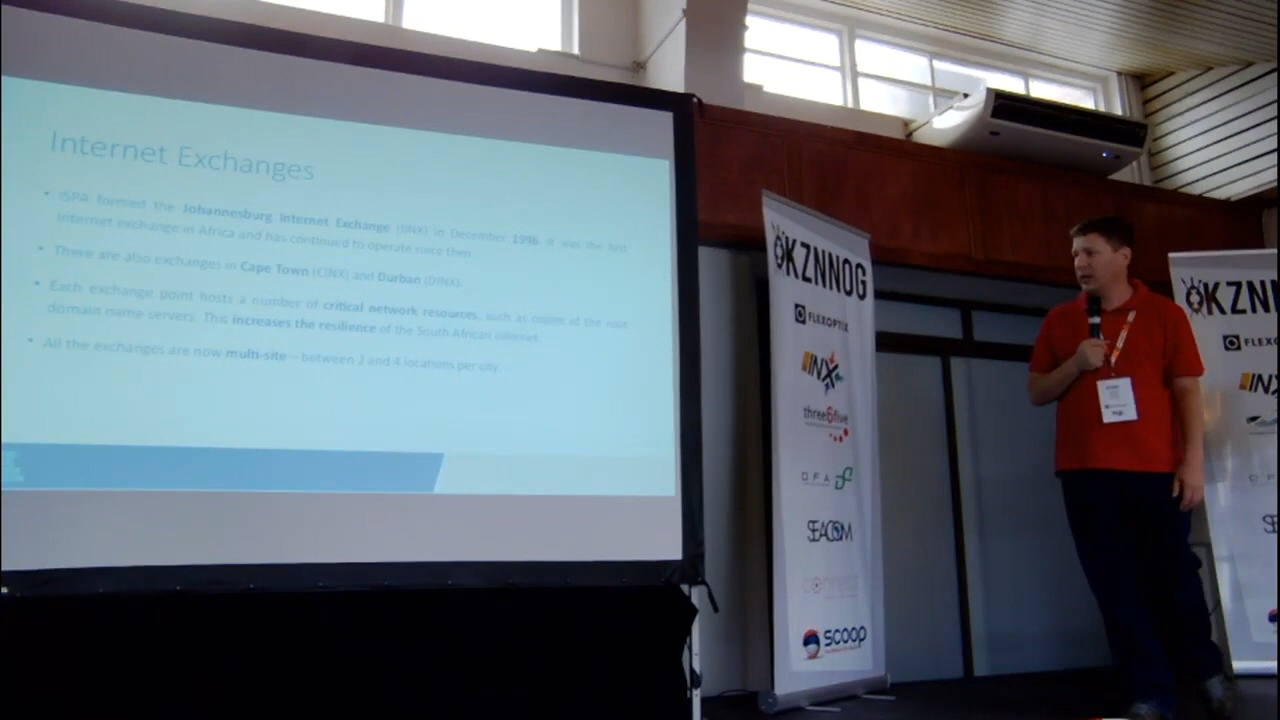 Internet Exchanges
• ISPA formed the Johannesburg Internet Exchange (JINX) in December 1996. It was the first
Internet exchange in Africa and has continued to operate since then.
• There are also exchanges in Cape Town (CINX) and Durban (DINX).
• Each exchange point hosts a number of critical network resources, such as copies of the root
domain name servers. This increases the resilience of the South African internet.
• All the exchanges are now multi-site – between 2 and 4 locations per city.
KZNNOG
FLEXOPTIX
INX
three6five
DFA
SEACOM
scoop
KZNN
FLEXO
INX
SE